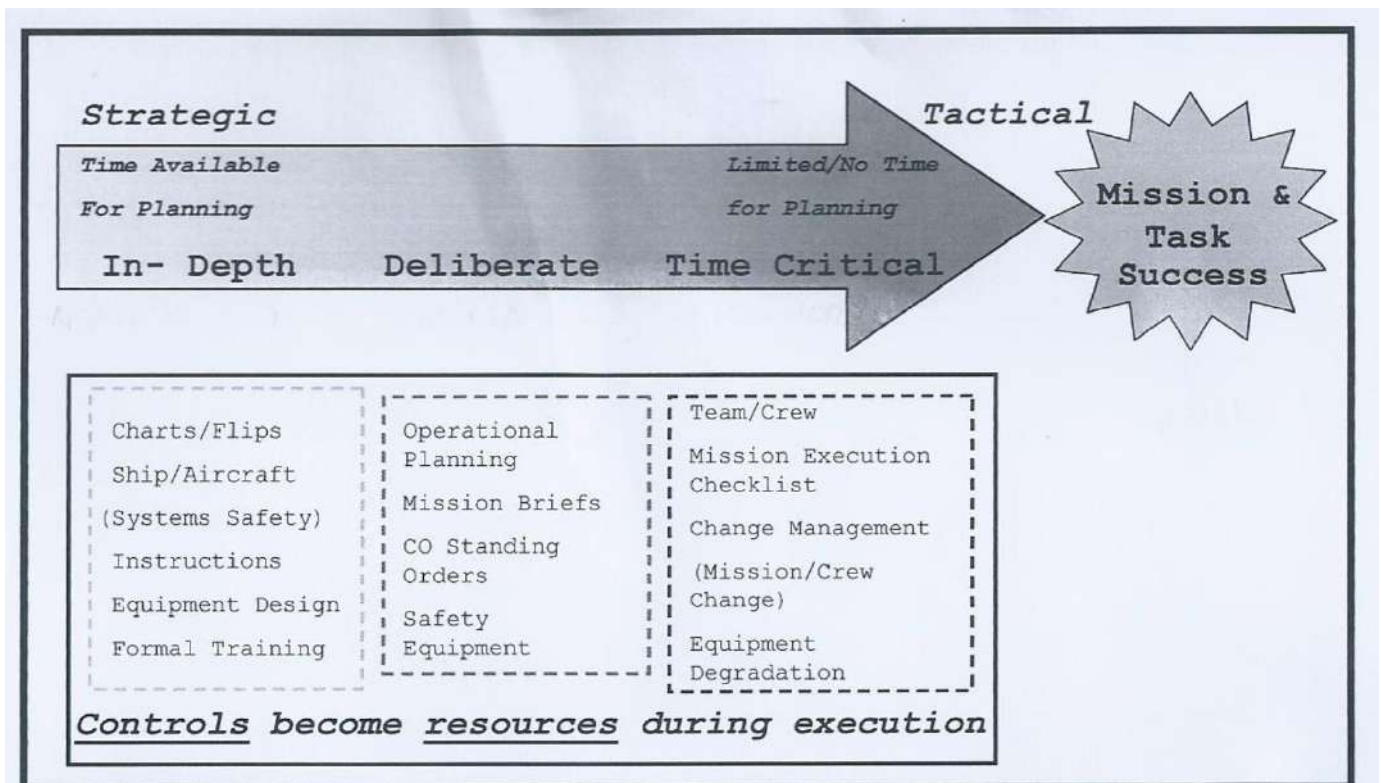 Strategic
Tactical
Time Available
For Planning
Limited/No Time
for Planning
In- Depth
Deliberate
Time Critical
Mission &
Task
Success
Charts/Flips
Ship/Aircraft
(Systems Safety)
Instructions
Equipment Design
Formal Training
Operational
Planning
Mission Briefs
CO Standing
Orders
Safety
Equipment
Team/Crew
Mission Execution
Checklist
Change Management
(Mission/Crew
Change)
Equipment
Degradation
Controls become resources during execution